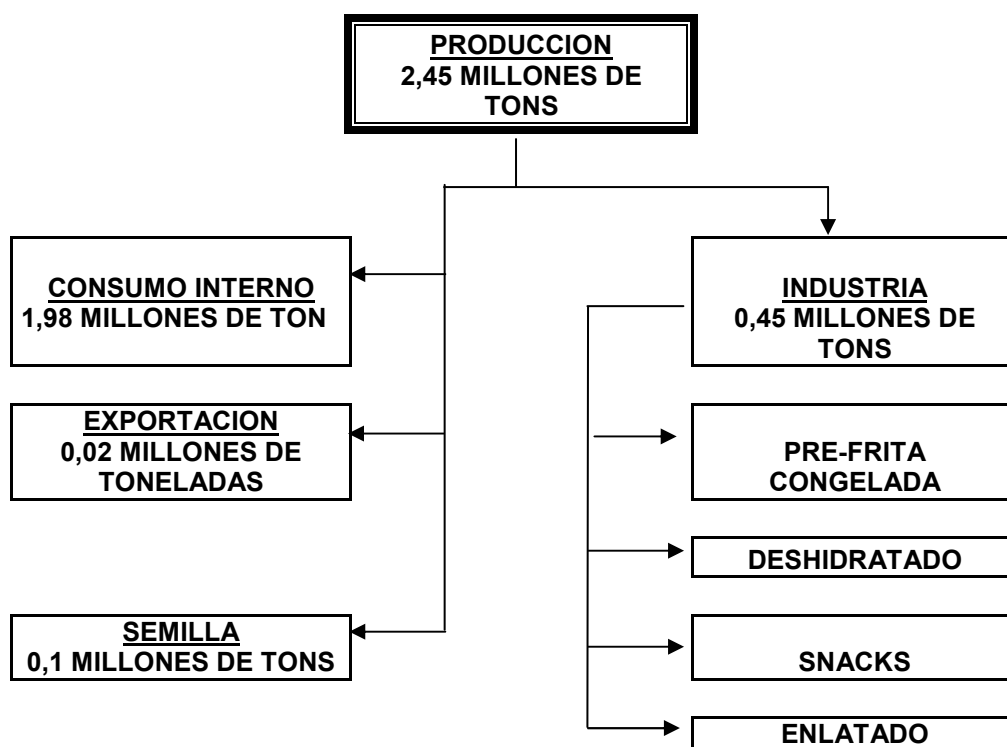 PRODUCCION
2,45 MILLONES DE
TONS
CONSUMO INTERNO
1,98 MILLONES DE TON
INDUSTRIA
0,45 MILLONES DE
TONS
EXPORTACION
0,02 MILLONES DE
TONELADAS
PRE-FRITA
CONGELADA
DESHIDRATADO
SEMILLA
0,1 MILLONES DE TONS
SNACKS
ENLATADO